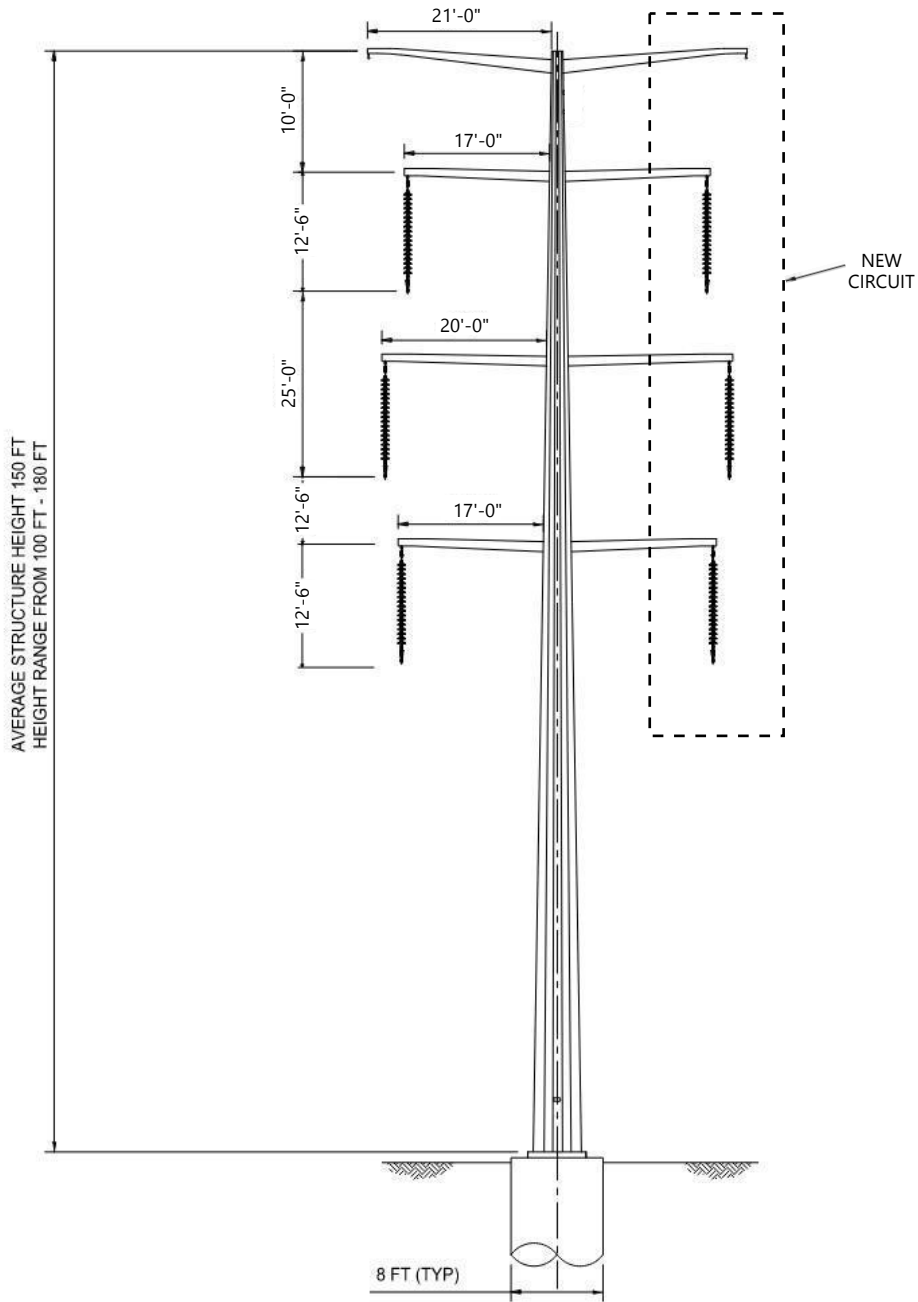 21'-0"
10'-0"
17'-0"
12'-6"
NEW
CIRCUIT
20'-0"
25'-0"
AVERAGE STRUCTURE HEIGHT 150 FT
HEIGHT RANGE FROM 100 FT - 180 FT
12'-6"
17'-0"
12'-6"
8 FT (TYP)